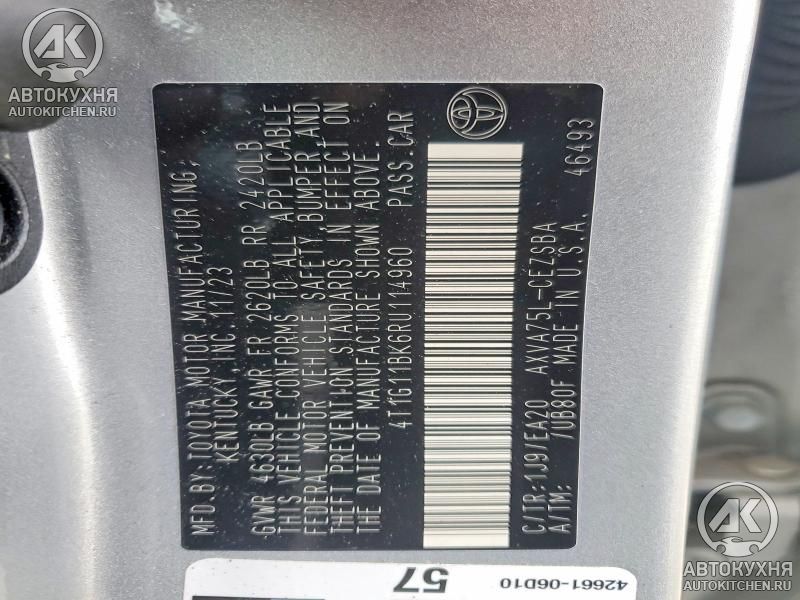 MFD.BY:TOYOTA MOTOR MANUFACTURING,
KENTUCKY,INC. 11/23
GVWR 4630LB GAWR FR 2620LB RR 2420LB
THIS VEHICLE CONFORMS TO ALL APPLICABLE
FEDERAL MOTOR VEHICLE SAFETY,BUMPER,AND
THEFT PREVENTION STANDARDS IN EFFECT ON
THE DATE OF MANUFACTURE SHOWN ABOVE.
4T1G11BK6RU114960 PASS.CAR
C/TR:1J9/EA20 AXVA75L-CEZSBA
A/TM: /UB80F MADE IN U.S.A. 46493
57
42661-06D10
АК
АВТОКУХНЯ
AUTOKITCHEN.RU
АК
АВТОКУХНЯ
AUTOKITCHEN.RU